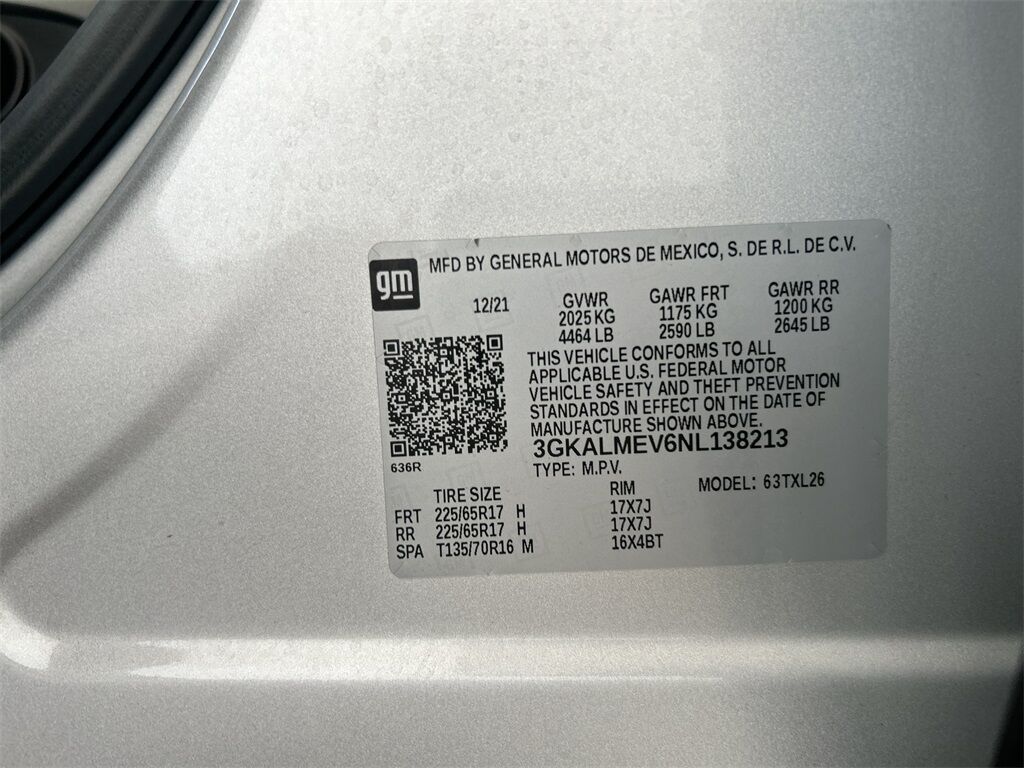 gm
MFD BY GENERAL MOTORS DE MEXICO, S. DE R.L. DE C.V.
12/21
GVWR
2025 KG
4464 LB
GAWR FRT
1175 KG
2590 LB
GAWR RR
1200 KG
2645 LB
THIS VEHICLE CONFORMS TO ALL
APPLICABLE U.S. FEDERAL MOTOR
VEHICLE SAFETY AND THEFT PREVENTION
STANDARDS IN EFFECT ON THE DATE OF
MANUFACTURE SHOWN ABOVE.
3GKALMEV6NL138213
636R
TYPE: M.P.V.
MODEL: 63TXL26
TIRE SIZE RIM
FRT 225/65R17 H 17X7J
RR 225/65R17 H 17X7J
SPA T135/70R16 M 16X4BT